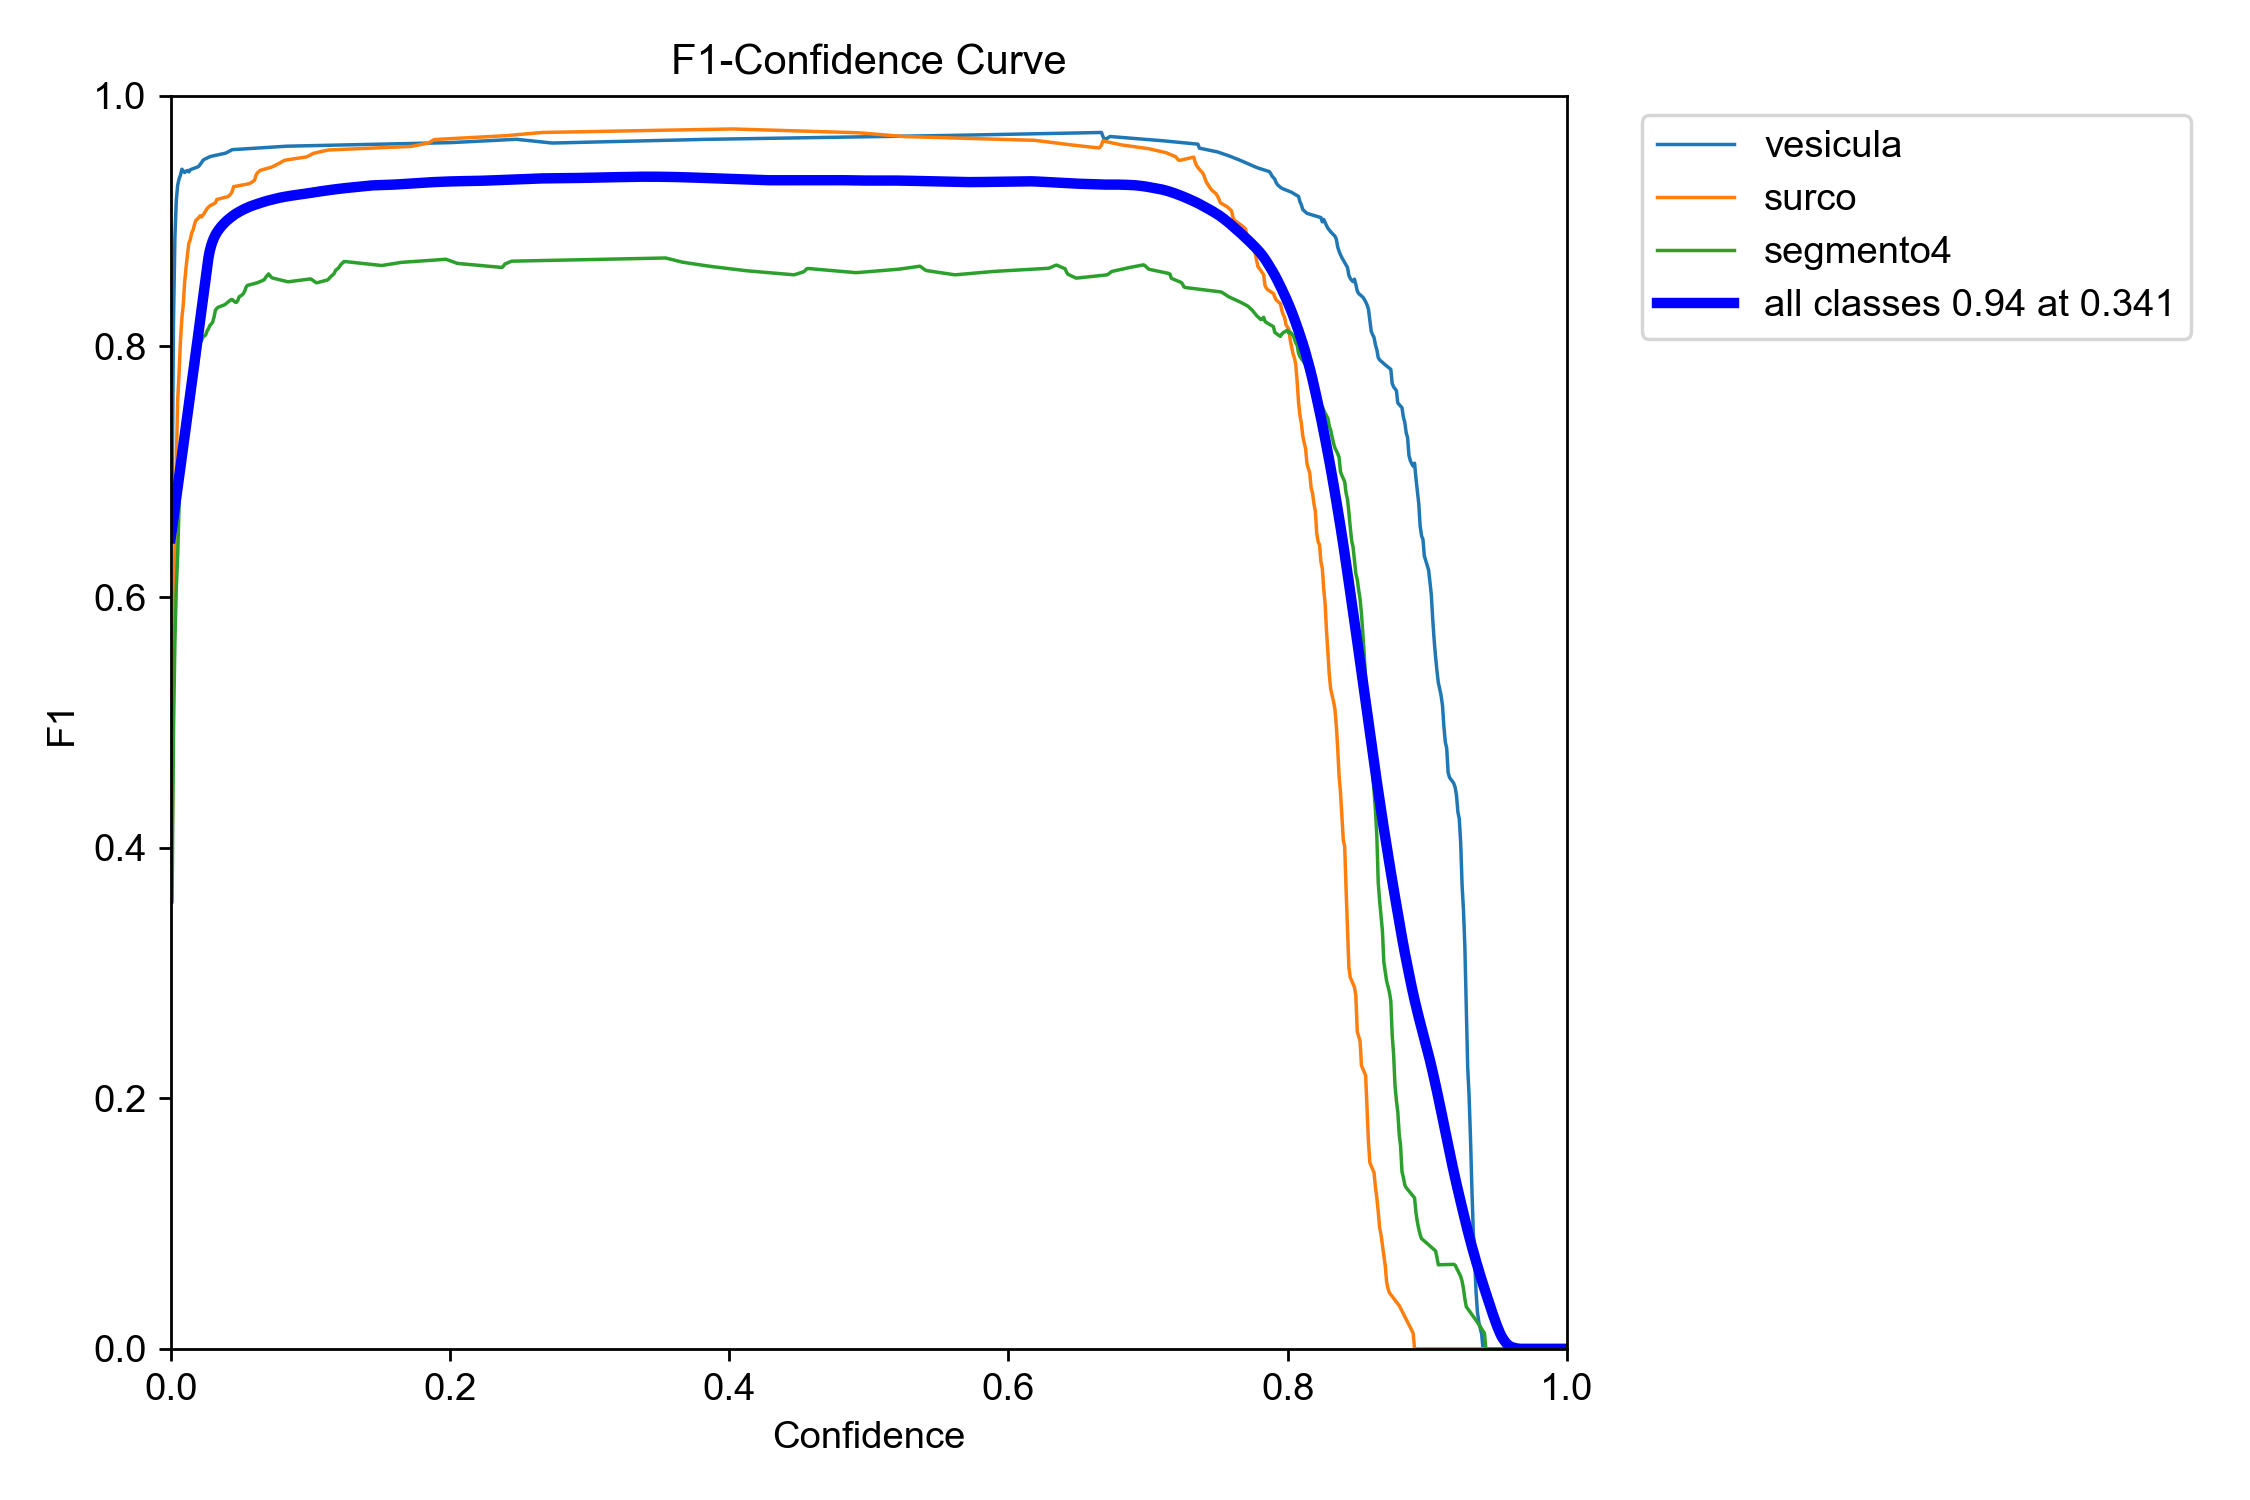 F1-Confidence Curve
1.0
0.8
0.6
0.4
0.2
0.0
F1
0.0 0.2 0.4 0.6 0.8 1.0
Confidence
vesicula
surco
segmento4
all classes 0.94 at 0.341